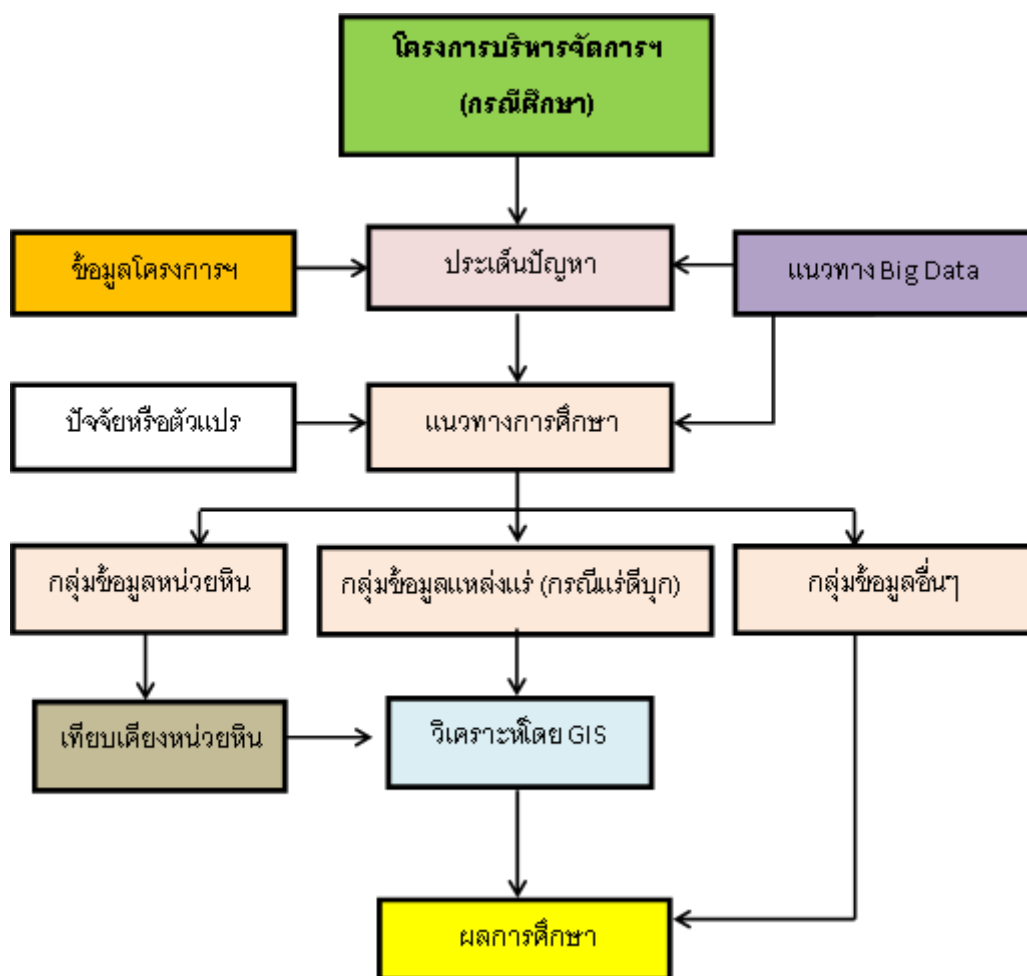 โครงการบริหารจัดการฯ
(กรณีศึกษา)
ข้อมูลโครงการฯ
ประเด็นปัญหา
แนวทาง Big Data
ปัจจัยหรือตัวแปร
แนวทางการศึกษา
กลุ่มข้อมูลหน่วยหิน
กลุ่มข้อมูลแหล่งแร่ (กรณีแร่ดีบุก)
กลุ่มข้อมูลอื่นๆ
เทียบเคียงหน่วยหิน
วิเคราะห์โดย GIS
ผลการศึกษา